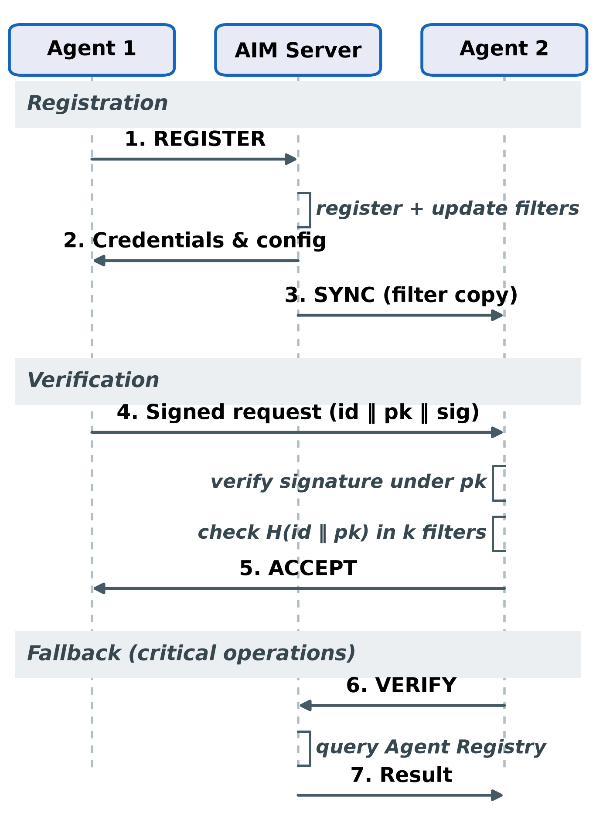 Agent 1
AIM Server
Agent 2
Registration
1. REGISTER
register + update filters
2. Credentials & config
3. SYNC (filter copy)
Verification
4. Signed request (id ∥ pk ∥ sig)
verify signature under pk
check H(id ∥ pk) in k filters
5. ACCEPT
Fallback (critical operations)
6. VERIFY
query Agent Registry
7. Result